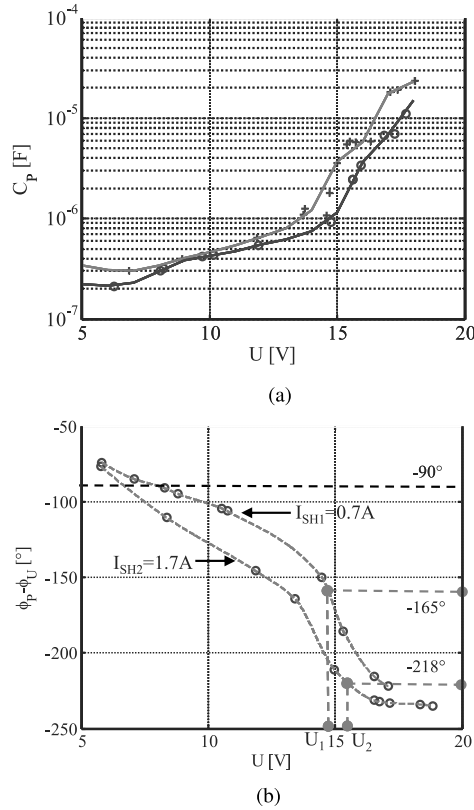 (a)
10^-4
10^-5
10^-6
10^-7
C_P [F]
5 10 15 20
U [V]
(a)
-50
-100
-150
-200
-250
ϕ_P-ϕ_U [°]
-90°
I_SH1=0.7A
I_SH2=1.7A
-165°
-218°
5 10 U_1 15 U_2 20
U [V]
(b)